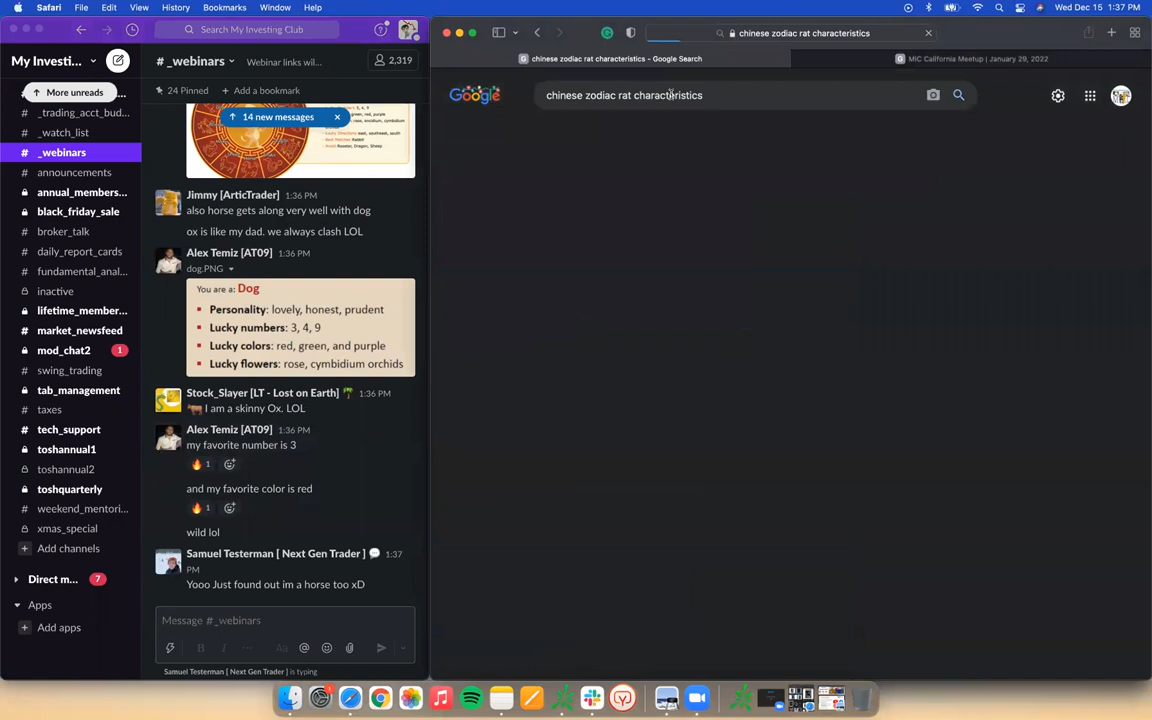 Safari File Edit View History Bookmarks Window Help Wed Dec 15 1:37 PM
Search My Investing Club
chinese zodiac rat characteristics
My Investi...
# _webinars Webinar links wil... 2,319
chinese zodiac rat characteristics - Google Search
MIC California Meetup | January 29, 2022
More unreads
24 Pinned Add a bookmark
Google chinese zodiac rat characteristics
# _trading_acct_bud...
# _watch_list
# _webinars
# announcements
annual_members...
black_friday_sale
# broker_talk
# daily_report_cards
# fundamental_anal...
inactive
lifetime_member...
# market_newsfeed
mod_chat2 1
# swing_trading
tab_management
# taxes
# tech_support
toshannual1
toshannual2
toshquarterly
# weekend_mentori...
xmas_special
Add channels
Direct m... 7
Apps
Add apps
14 new messages
Jimmy [ArticTrader] 1:36 PM
also horse gets along very well with dog
ox is like my dad. we always clash LOL
Alex Temiz [AT09] 1:36 PM
dog.PNG
You are a: Dog
Personality: lovely, honest, prudent
Lucky numbers: 3, 4, 9
Lucky colors: red, green, and purple
Lucky flowers: rose, cymbidium orchids
Stock_Slayer [LT - Lost on Earth] 1:36 PM
I am a skinny Ox. LOL
Alex Temiz [AT09] 1:36 PM
my favorite number is 3
1
and my favorite color is red
1
wild lol
Samuel Testerman [ Next Gen Trader ] 1:37
PM
Yooo Just found out im a horse too xD
Message #_webinars
B I Aa @
Samuel Testerman [ Next Gen Trader ] is typing